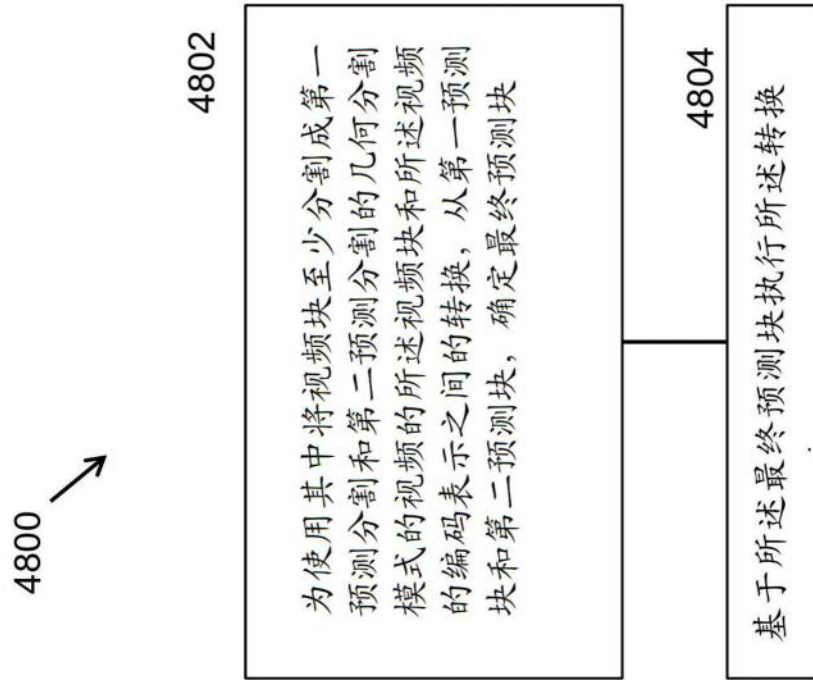 4800
4802
为使用其中将视频块至少分割成第一
预测分割和第二预测分割的几何分割
模式的视频的所述视频块和所述视频
的编码表示之间的转换，从第一预测
块和第二预测块，确定最终预测块
4804
基于所述最终预测块执行所述转换